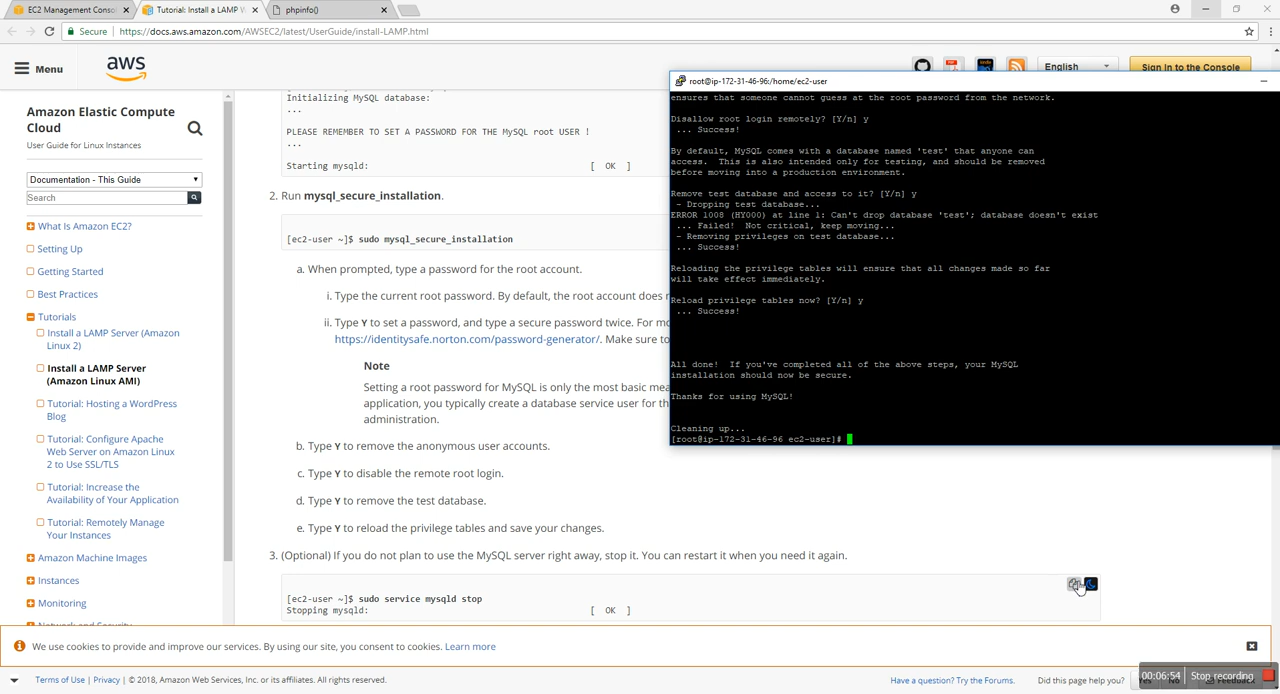 EC2 Management Conso
Tutorial: Install a LAMP W
phpinfo()
Secure
https://docs.aws.amazon.com/AWSEC2/latest/UserGuide/install-LAMP.html
Menu
aws
English
Sign In to the Console
Amazon Elastic Compute
Cloud
User Guide for Linux Instances
Documentation - This Guide
Search
What Is Amazon EC2?
Setting Up
Getting Started
Best Practices
Tutorials
Install a LAMP Server (Amazon
Linux 2)
Install a LAMP Server
(Amazon Linux AMI)
Tutorial: Hosting a WordPress
Blog
Tutorial: Configure Apache
Web Server on Amazon Linux
2 to Use SSL/TLS
Tutorial: Increase the
Availability of Your Application
Tutorial: Remotely Manage
Your Instances
Amazon Machine Images
Instances
Monitoring
Initializing MySQL database:
...
PLEASE REMEMBER TO SET A PASSWORD FOR THE MySQL root USER !
...
Starting mysqld: [ OK ]
2. Run mysql_secure_installation.
[ec2-user ~]$ sudo mysql_secure_installation
a. When prompted, type a password for the root account.
i. Type the current root password. By default, the root account does
ii. Type Y to set a password, and type a secure password twice. For mo
https://identitysafe.norton.com/password-generator/. Make sure to
Note
Setting a root password for MySQL is only the most basic mea
application, you typically create a database service user for th
administration.
b. Type Y to remove the anonymous user accounts.
c. Type Y to disable the remote root login.
d. Type Y to remove the test database.
e. Type Y to reload the privilege tables and save your changes.
3. (Optional) If you do not plan to use the MySQL server right away, stop it. You can restart it when you need it again.
[ec2-user ~]$ sudo service mysqld stop
Stopping mysqld: [ OK ]
root@ip-172-31-46-96:/home/ec2-user
ensures that someone cannot guess at the root password from the network.
Disallow root login remotely? [Y/n] y
... Success!
By default, MySQL comes with a database named 'test' that anyone can
access. This is also intended only for testing, and should be removed
before moving into a production environment.
Remove test database and access to it? [Y/n] y
- Dropping test database...
ERROR 1008 (HY000) at line 1: Can't drop database 'test'; database doesn't exist
... Failed! Not critical, keep moving...
- Removing privileges on test database...
... Success!
Reloading the privilege tables will ensure that all changes made so far
will take effect immediately.
Reload privilege tables now? [Y/n] y
... Success!
All done! If you've completed all of the above steps, your MySQL
installation should now be secure.
Thanks for using MySQL!
Cleaning up...
[root@ip-172-31-46-96 ec2-user]#
We use cookies to provide and improve our services. By using our site, you consent to cookies. Learn more
Terms of Use | Privacy | © 2018, Amazon Web Services, Inc. or its affiliates. All rights reserved.
Have a question? Try the Forums.
Did this page help you?
00:06:54
Stop recording